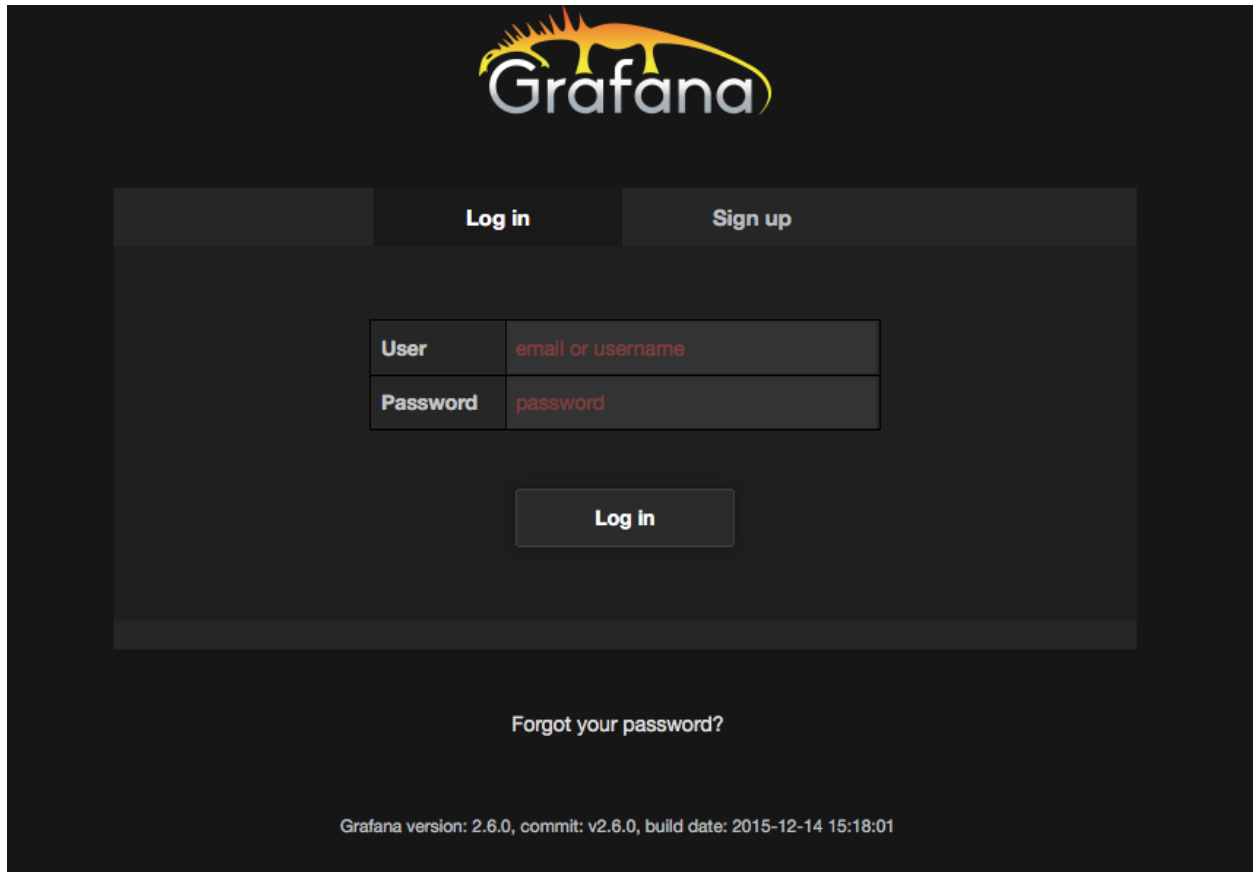 Grafana
Log in Sign up
User email or username
Password password
Log in
Forgot your password?
Grafana version: 2.6.0, commit: v2.6.0, build date: 2015-12-14 15:18:01